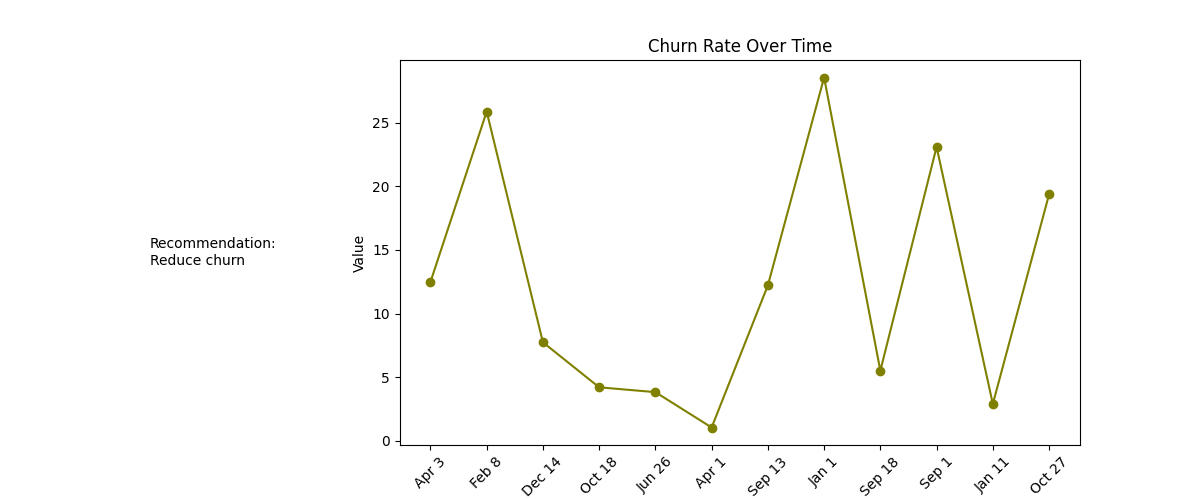 Churn Rate Over Time
Recommendation:
Reduce churn
Value
25
20
15
10
5
0
Apr 3
Feb 8
Dec 14
Oct 18
Jun 26
Apr 1
Sep 13
Jan 1
Sep 18
Sep 1
Jan 11
Oct 27